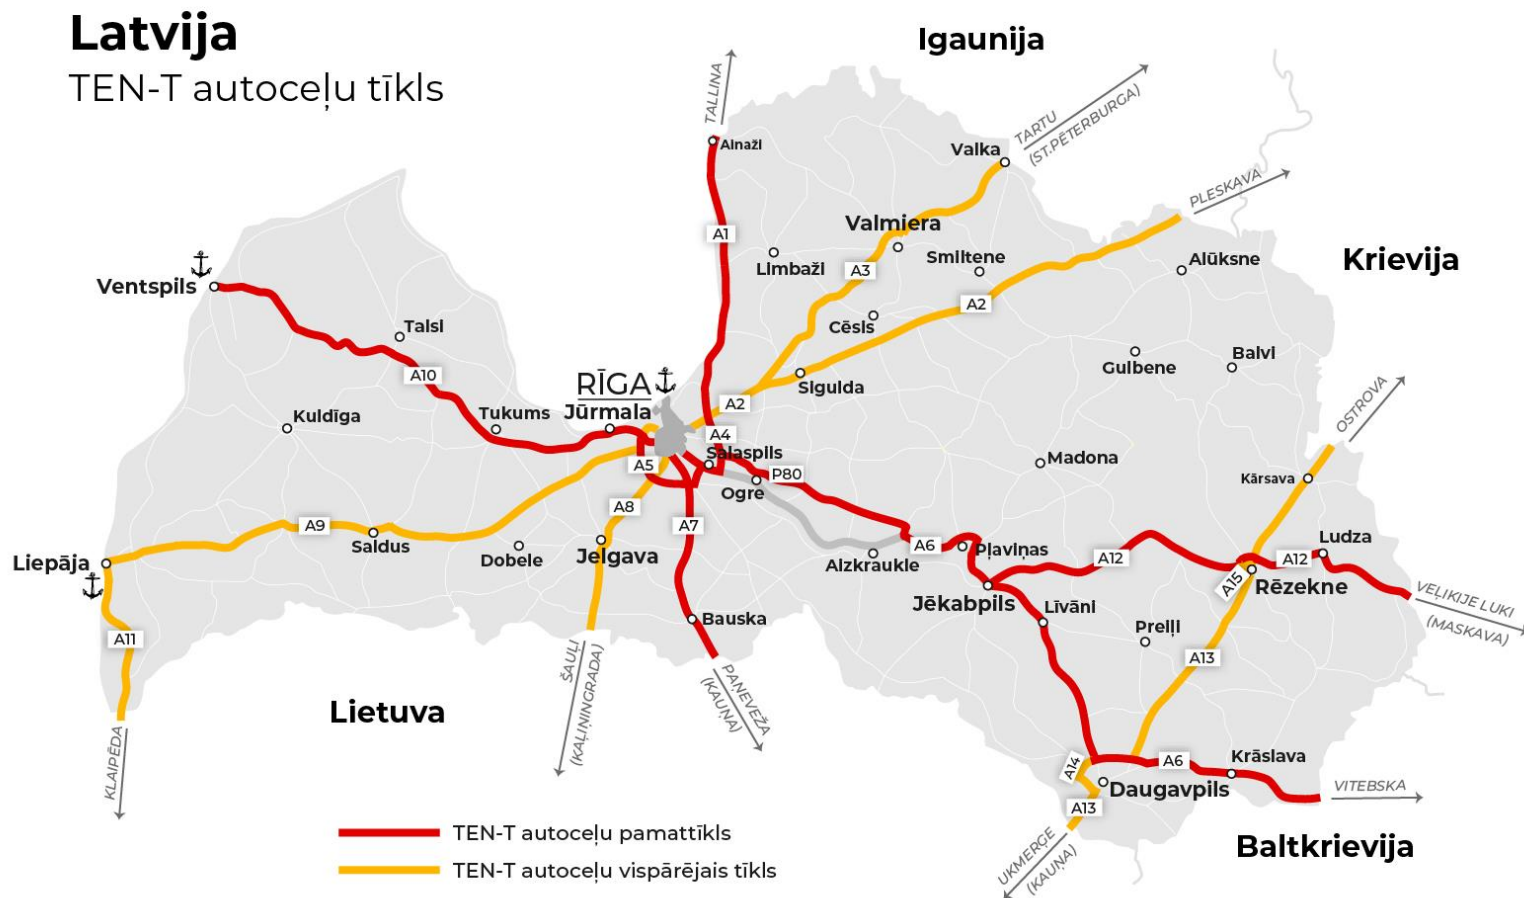 Latvija
TEN-T autoceļu tīkls
Igaunija
TALLINA
Ainaži
TARTU
(ST.PĒTERBURGA)
Valka
PLESKAVA
A1
Valmiera
Limbaži
A3
Smiltene
Alūksne
Krievija
Ventspils
Talsi
A10
Cēsis
A2
Gulbene
Balvi
RĪGA
Jūrmala
Sigulda
A2
Kuldīga
Tukums
A4
OSTROVA
A5
Salaspils
Ogre
P80
Madona
Kārsava
A8
A9
Saldus
Dobele
Jelgava
A7
Aizkraukle
A6
Pļaviņas
A12
A12
Ludza
Liepāja
A15
Rēzekne
Jēkabpils
Līvāni
VEĻIKIJE LUKI
(MASKAVA)
A11
Bauska
Preiļi
A13
ŠAUĻI
(KAĻIŅINGRADA)
PAŅEVEŽA
(KAUŅA)
Lietuva
KLAIPĒDA
A14
A6
Krāslava
Daugavpils
VITEBSKA
A13
UKMERĢE
(KAUŅA)
Baltkrievija
TEN-T autoceļu pamattīkls
TEN-T autoceļu vispārējais tīkls